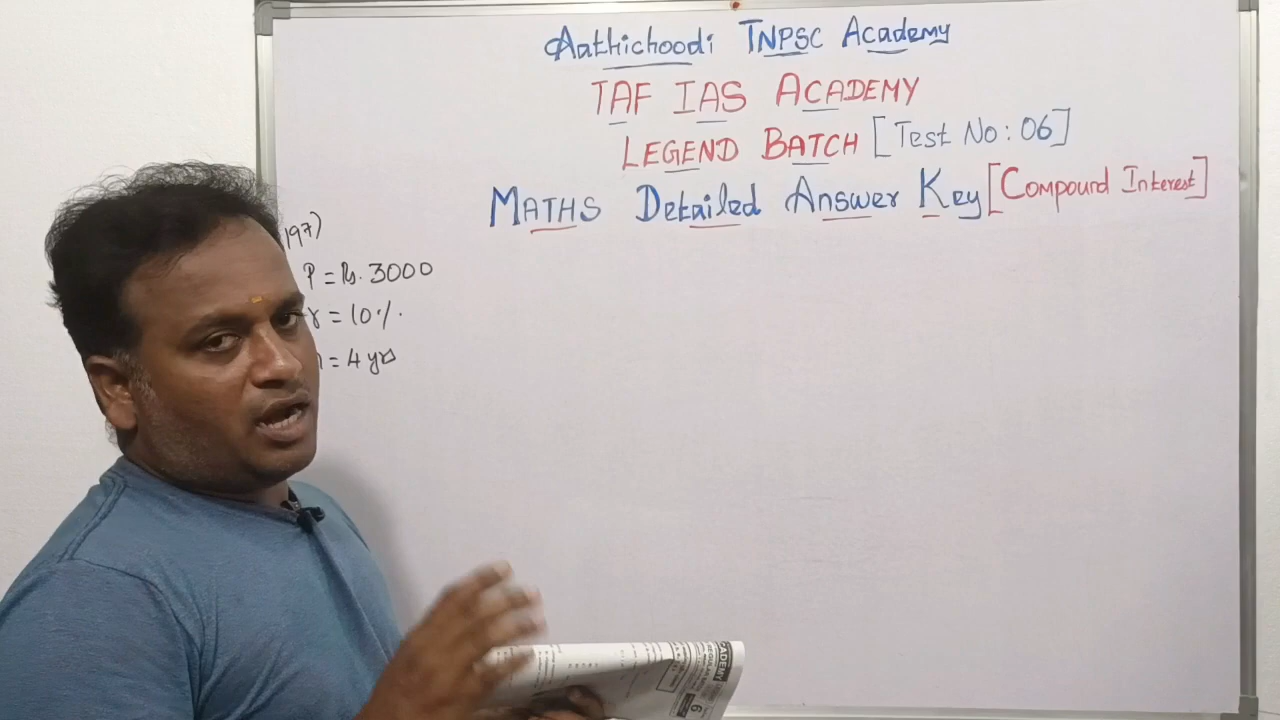 Aathichoodi TNPSC Academy
TAF IAS ACADEMY
LEGEND BATCH [Test No: 06]
MATHS Detailed Answer Key [Compound Interest]
197)
P = Rs. 3000
r = 10%.
n = 4 yrs